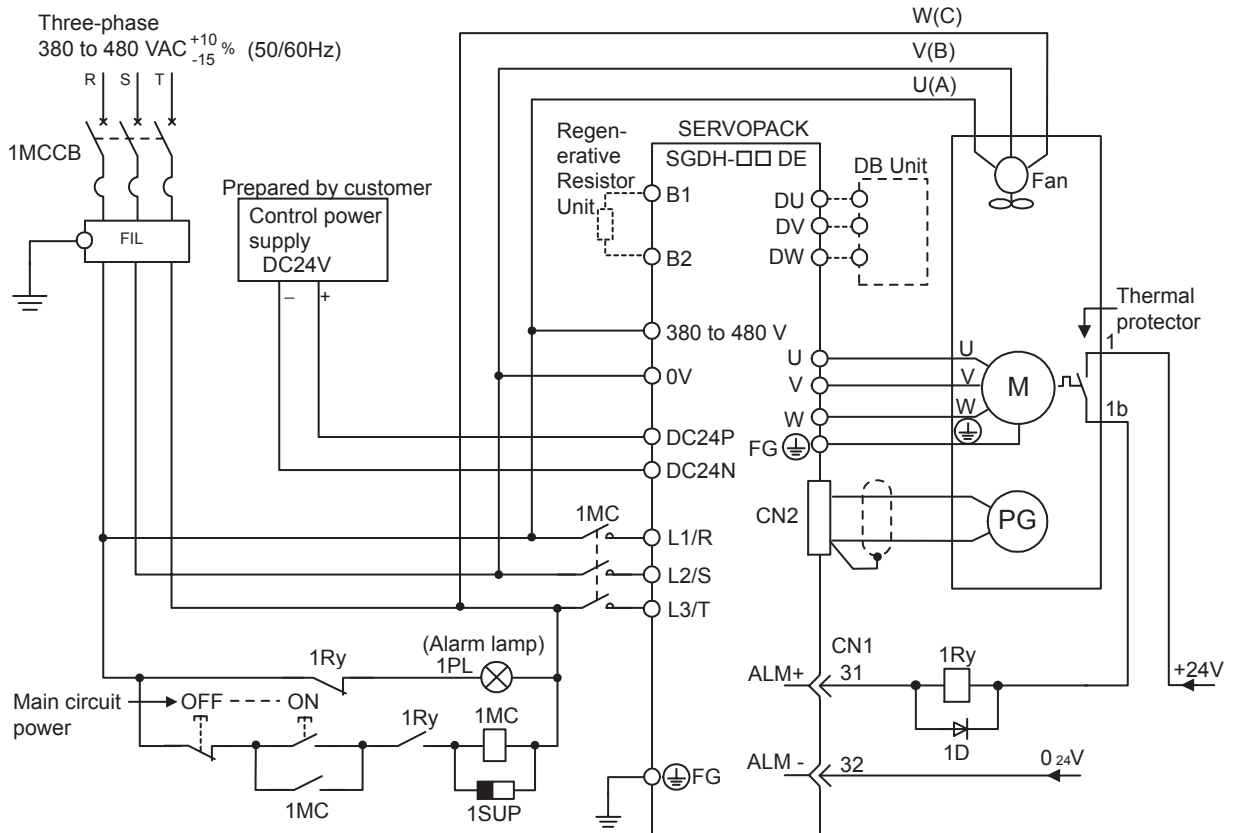 Three-phase
380 to 480 VAC +10 -15 % (50/60Hz)
R S T
1MCCB
FIL
W(C)
V(B)
U(A)
Prepared by customer
Control power
supply
DC24V
– +
Regen-
erative
Resistor
Unit
SERVOPACK
SGDH-□□ DE
B1
B2
DU
DV
DW
DB Unit
Fan
Thermal
protector
380 to 480 V
0V
DC24P
DC24N
U
V
W
FG
U
V
W
M
1
1b
CN2
PG
1MC
L1/R
L2/S
L3/T
1Ry
(Alarm lamp)
1PL
Main circuit
power
OFF ON
1Ry
1MC
1MC
1SUP
FG
CN1
ALM+ 31
1Ry
1D
+24V
ALM - 32
0 24V